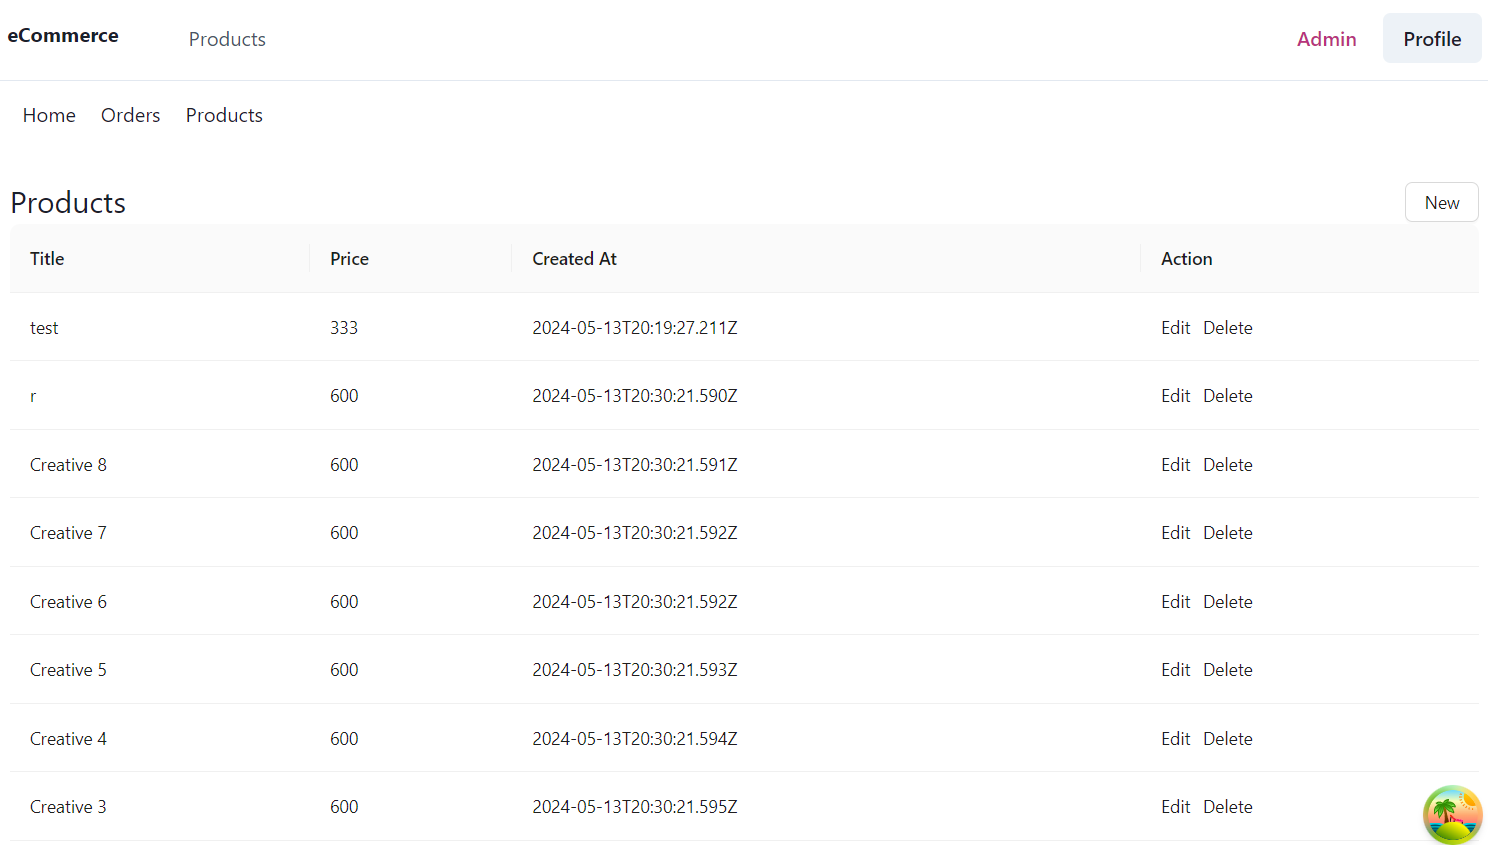 eCommerce Products Admin Profile
Home Orders Products
Products New
Title Price Created At Action
test 333 2024-05-13T20:19:27.211Z Edit Delete
r 600 2024-05-13T20:30:21.590Z Edit Delete
Creative 8 600 2024-05-13T20:30:21.591Z Edit Delete
Creative 7 600 2024-05-13T20:30:21.592Z Edit Delete
Creative 6 600 2024-05-13T20:30:21.592Z Edit Delete
Creative 5 600 2024-05-13T20:30:21.593Z Edit Delete
Creative 4 600 2024-05-13T20:30:21.594Z Edit Delete
Creative 3 600 2024-05-13T20:30:21.595Z Edit Delete